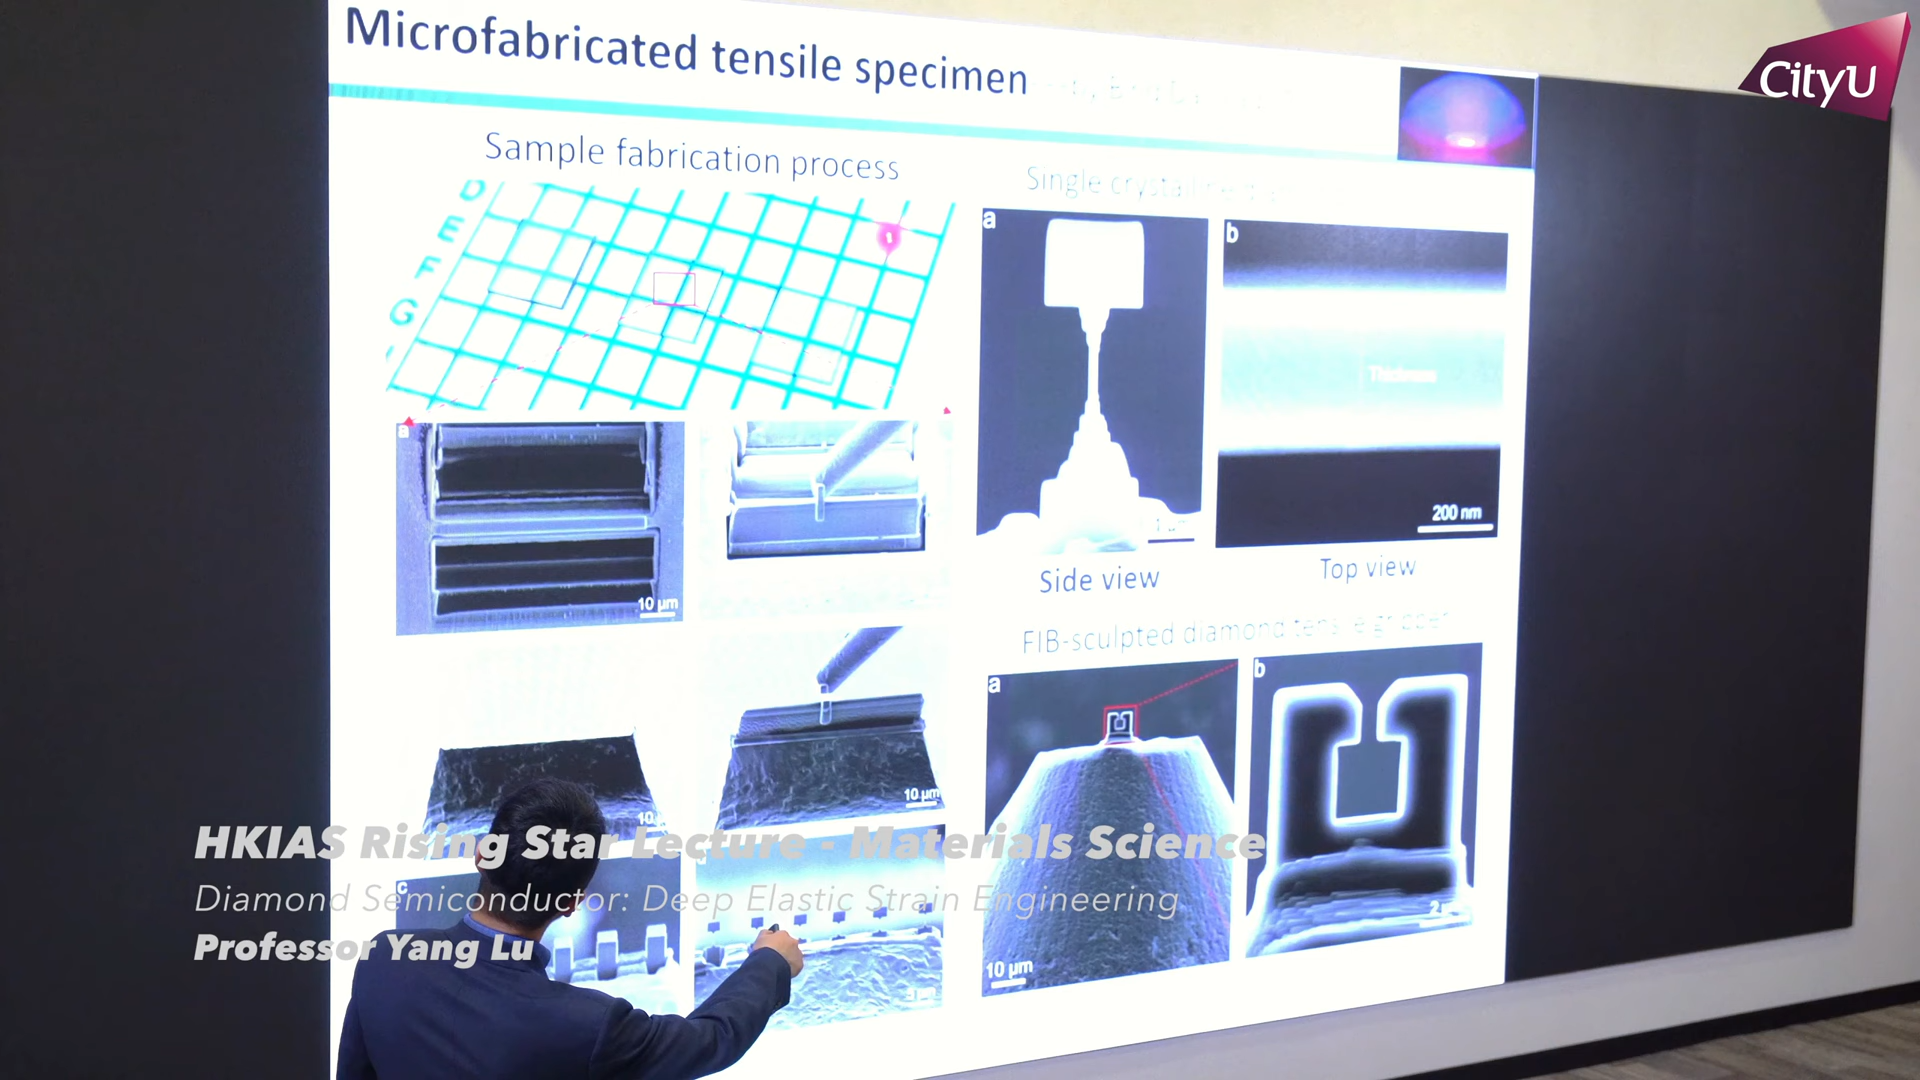 Microfabricated tensile specimen
CityU
Sample fabrication process
Single crystal
D
E
F
G
a
b
Thickness
200 nm
a
10 µm
Side view
Top view
FIB-sculpted diamond tensile gripper
a
b
10 µm
10
HKIAS Rising Star Lecture - Materials Science
c
Diamond Semiconductor: Deep Elastic Strain Engineering
Professor Yang Lu
10 µm